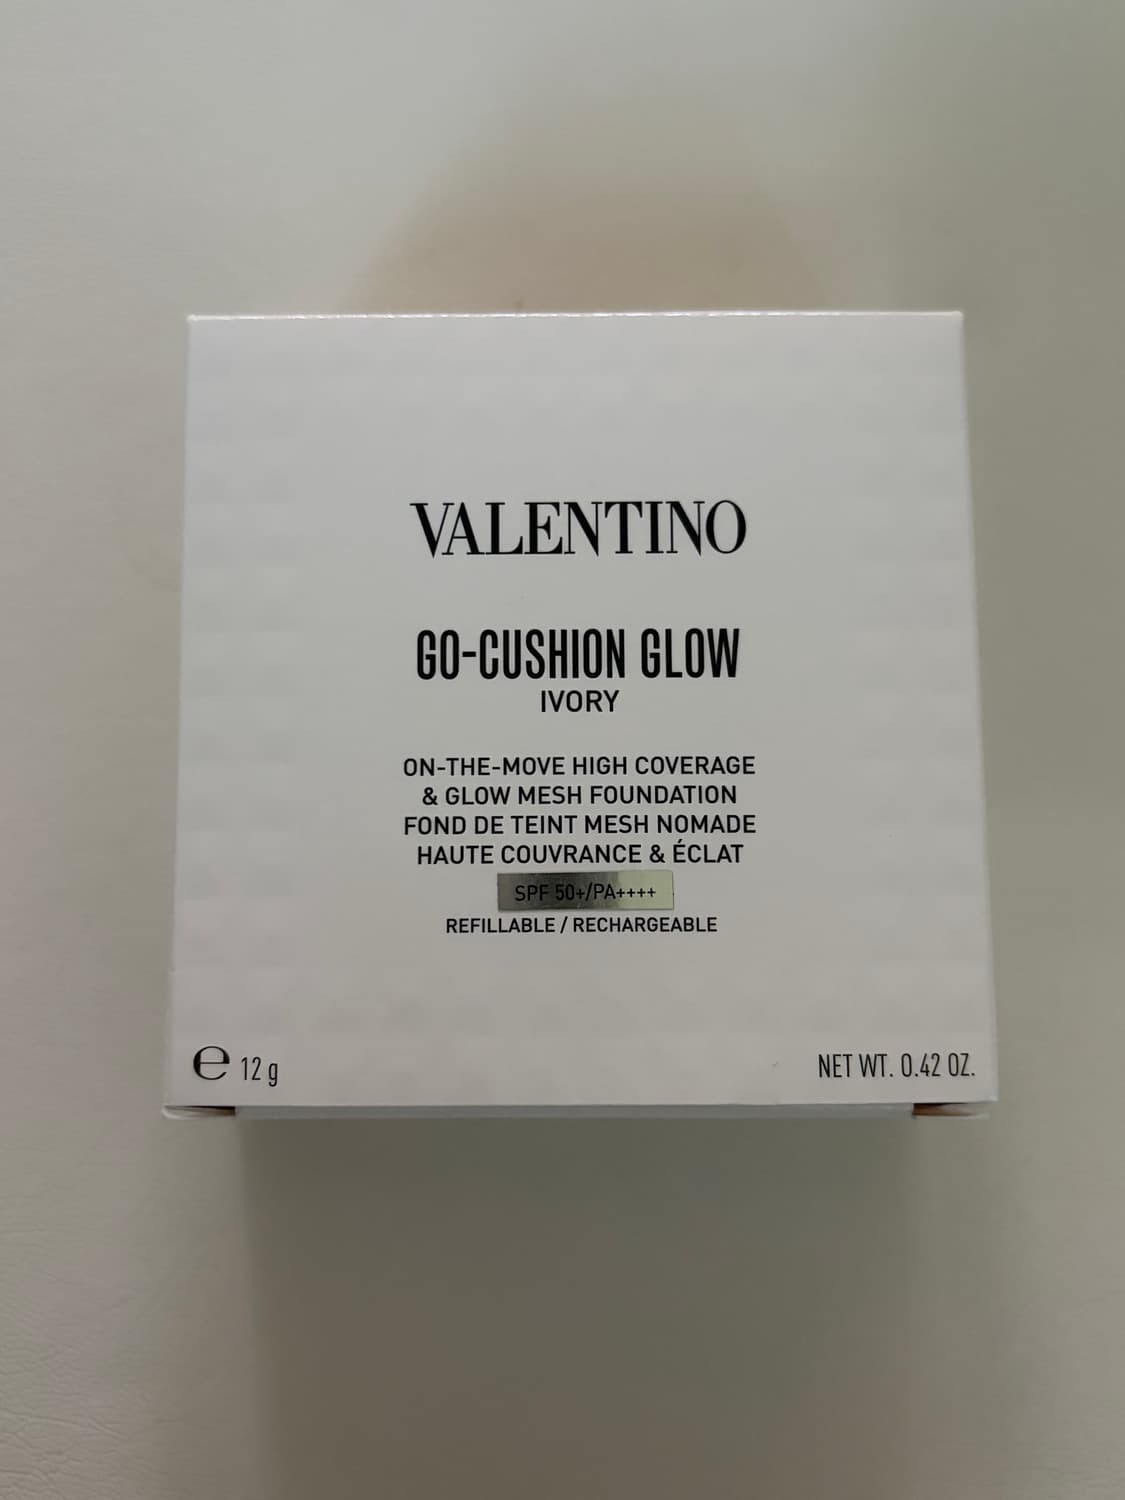 VALENTINO
GO-CUSHION GLOW
IVORY
ON-THE-MOVE HIGH COVERAGE
& GLOW MESH FOUNDATION
FOND DE TEINT MESH NOMADE
HAUTE COUVRANCE & ÉCLAT
SPF 50+/PA++++
REFILLABLE / RECHARGEABLE
℮ 12 g
NET WT. 0.42 OZ.